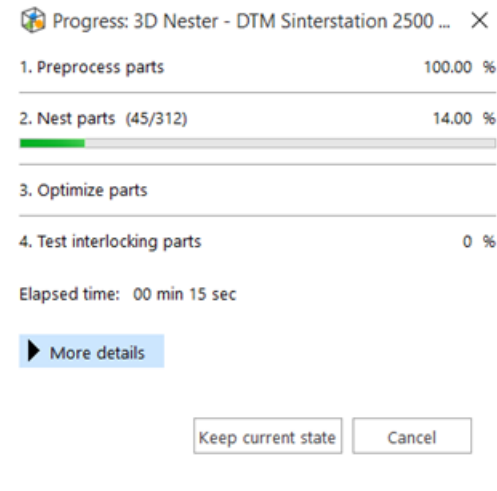 Progress: 3D Nester - DTM Sinterstation 2500 ...
1. Preprocess parts 100.00 %
2. Nest parts (45/312) 14.00 %
3. Optimize parts
4. Test interlocking parts 0 %
Elapsed time: 00 min 15 sec
More details
Keep current state Cancel